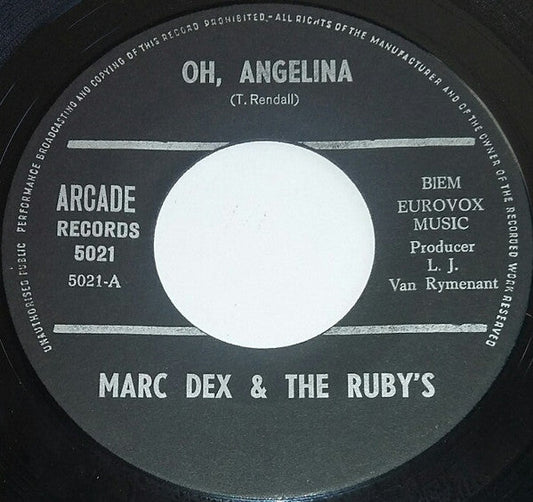 UNAUTHORISED PUBLIC PERFORMANCE BROADCASTING AND COPYING OF THIS RECORD PROHIBITED.-ALL RIGHTS OF THE MANUFACTURER AND OF THE OWNER OF THE RECORDED WORK RESERVED
OH, ANGELINA
(T. Rendall)
ARCADE
RECORDS
5021
5021-A
BIEM
EUROVOX
MUSIC
Producer
L. J.
Van Rymenant
MARC DEX & THE RUBY'S